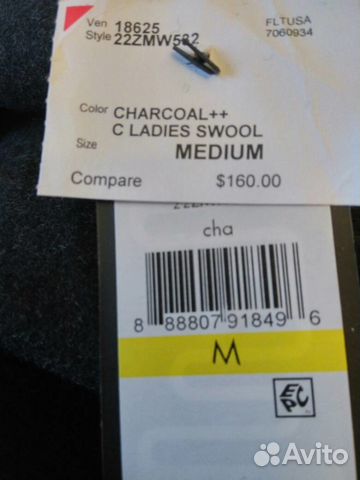 Ven 18625 FLTUSA
Style 22ZMW532 7060934
Color CHARCOAL++
C LADIES SWOOL
Size MEDIUM
Compare $160.00
cha
8 88807 91849 6
M
EPC
Avito